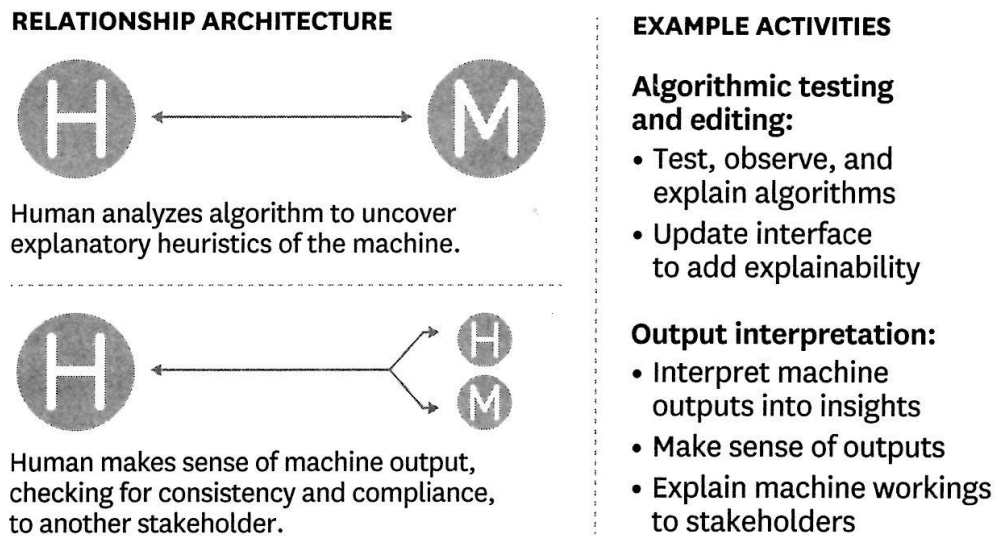 RELATIONSHIP ARCHITECTURE
H
M
Human analyzes algorithm to uncover
explanatory heuristics of the machine.
H
H
M
Human makes sense of machine output,
checking for consistency and compliance,
to another stakeholder.
EXAMPLE ACTIVITIES
Algorithmic testing
and editing:
• Test, observe, and
explain algorithms
• Update interface
to add explainability
Output interpretation:
• Interpret machine
outputs into insights
• Make sense of outputs
• Explain machine workings
to stakeholders